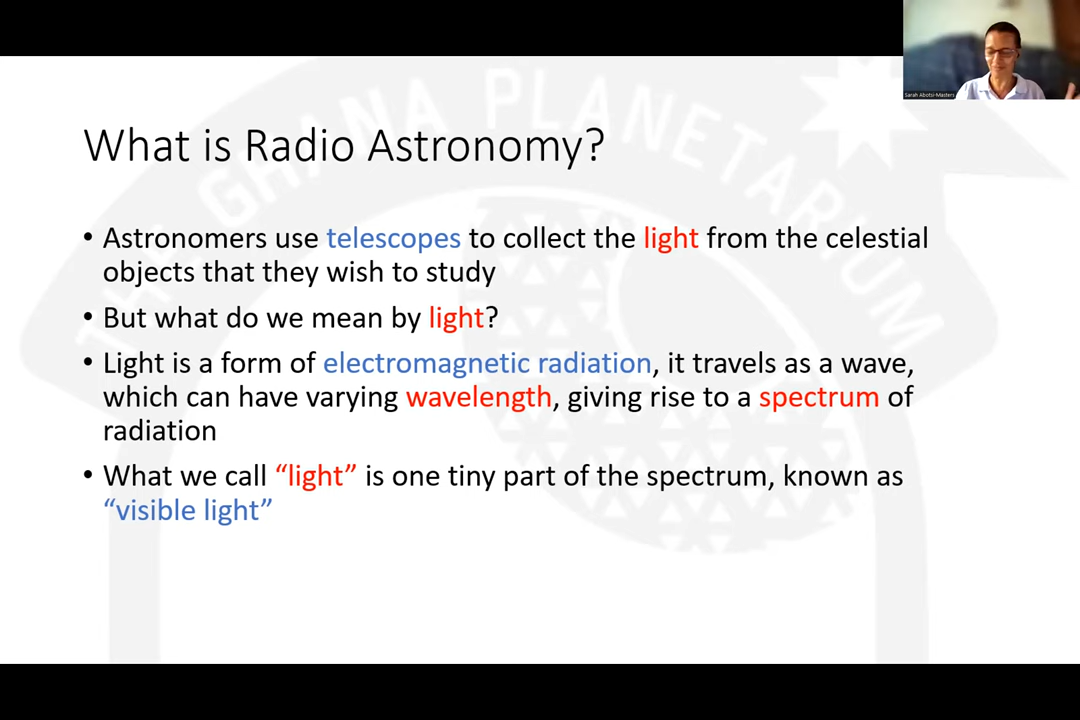 THE GHANA PLANETARIUM
Sarah Abotsi-Masters
What is Radio Astronomy?
• Astronomers use telescopes to collect the light from the celestial
objects that they wish to study
• But what do we mean by light?
• Light is a form of electromagnetic radiation, it travels as a wave,
which can have varying wavelength, giving rise to a spectrum of
radiation
• What we call “light” is one tiny part of the spectrum, known as
“visible light”